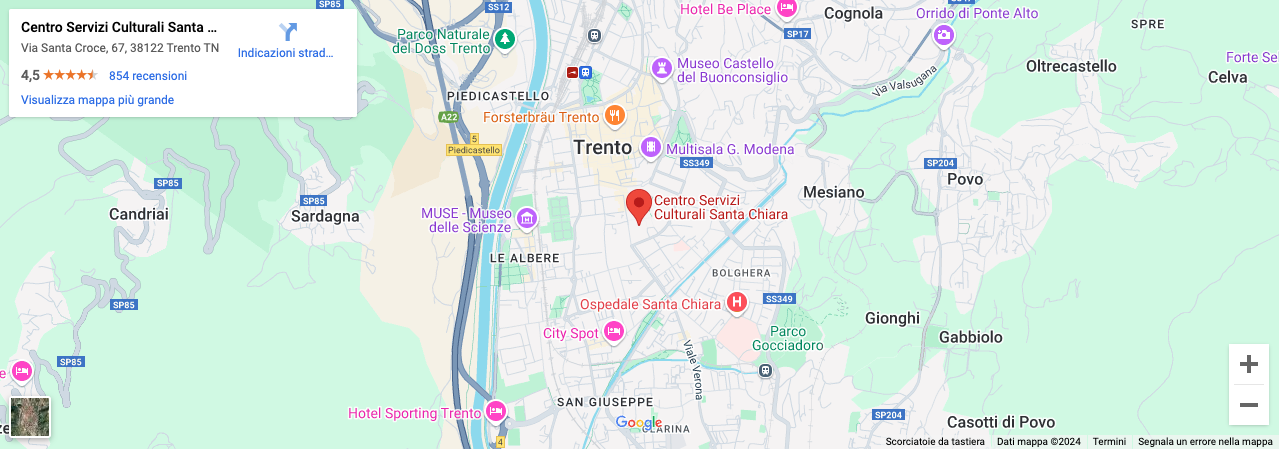 Centro Servizi Culturali Santa ...
Via Santa Croce, 67, 38122 Trento TN
4,5
854 recensioni
Visualizza mappa più grande
Indicazioni strad...
SP85
SS12
Hotel Be Place
Cognola
SP17
Orrido di Ponte Alto
SPRE
Parco Naturale
del Doss Trento
Museo Castello
del Buonconsiglio
Oltrecastello
Forte Se
Celva
Via Valsugana
PIEDICASTELLO
A22
Forsterbräu Trento
5
Piedicastello
Trento
Multisala G. Modena
SS349
SP204
Povo
SP85
Mesiano
SP85
Candriai
Sardagna
MUSE - Museo
delle Scienze
Centro Servizi
Culturali Santa Chiara
LE ALBERE
BOLGHERA
SP85
Ospedale Santa Chiara
SS349
City Spot
Gionghi
Parco
Gocciadoro
Gabbiolo
Viale Verona
SP85
e
SAN GIUSEPPE
Hotel Sporting Trento
Google
CLARINA
SP204
Casotti di Povo
4
Scorciatoie da tastiera
Dati mappa ©2024
Termini
Segnala un errore nella mappa